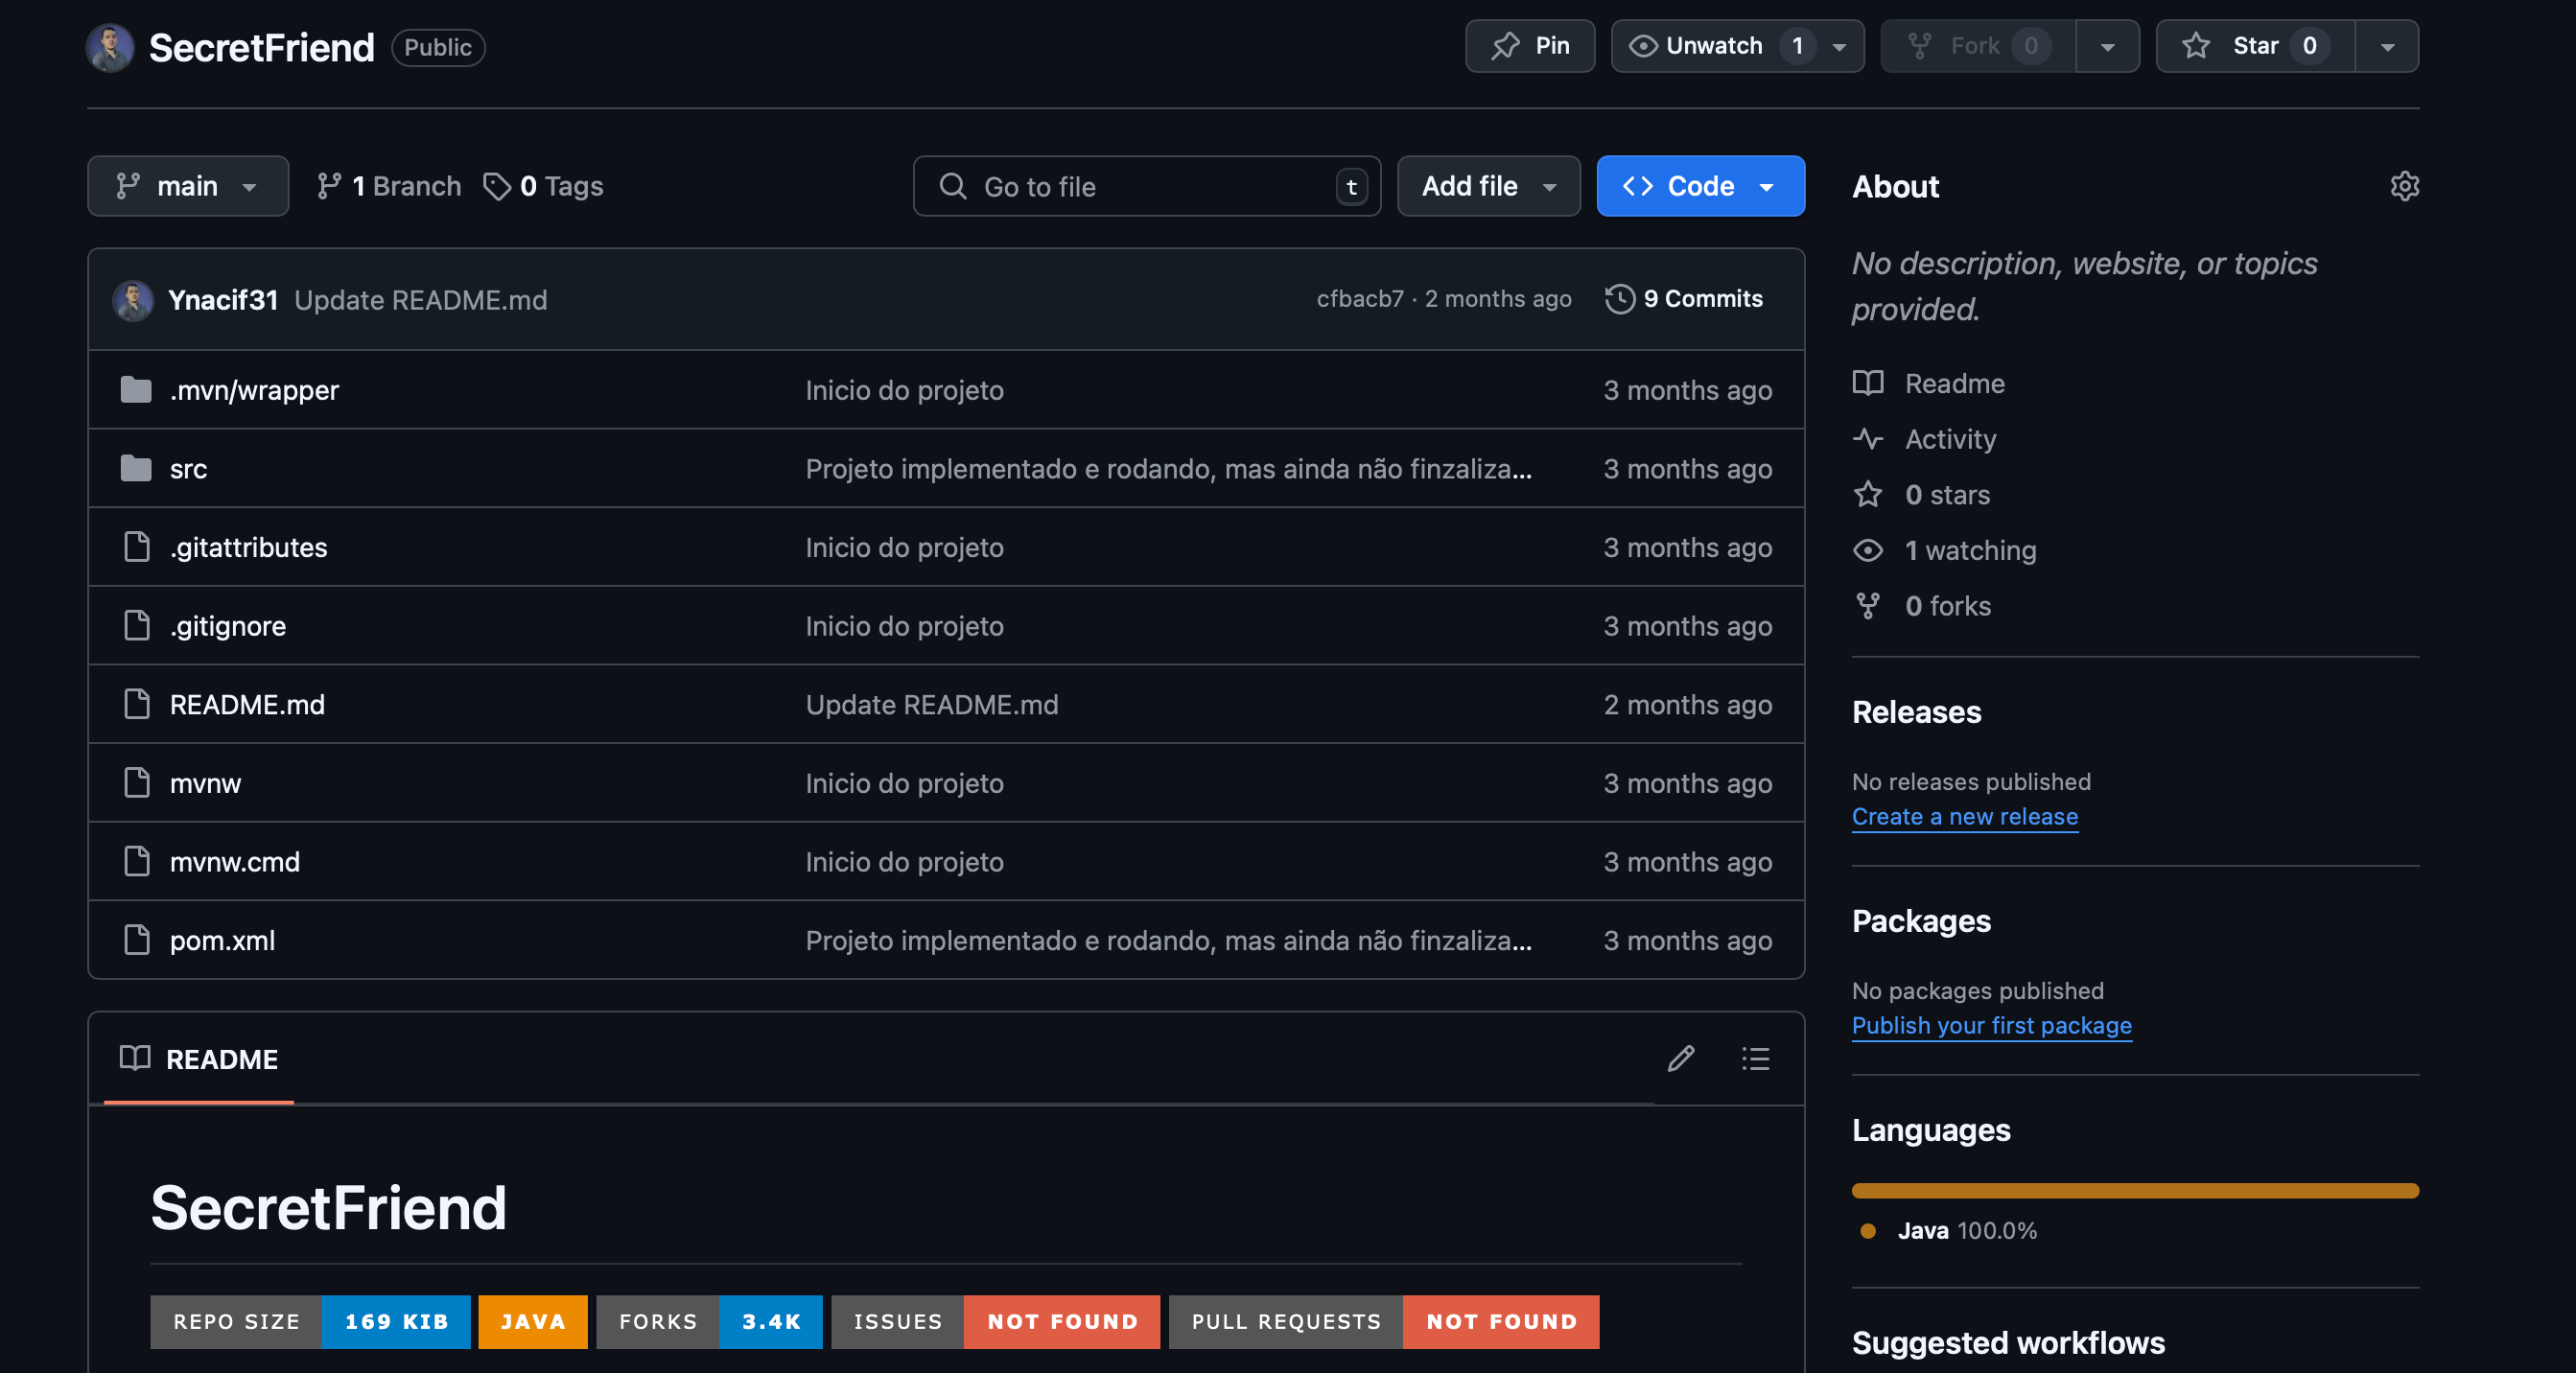 SecretFriend Public Pin Unwatch 1 Fork 0 Star 0
main 1 Branch 0 Tags Go to file t Add file Code
Ynacif31 Update README.md cfbacb7 · 2 months ago 9 Commits
.mvn/wrapper Inicio do projeto 3 months ago
src Projeto implementado e rodando, mas ainda não finzaliza... 3 months ago
.gitattributes Inicio do projeto 3 months ago
.gitignore Inicio do projeto 3 months ago
README.md Update README.md 2 months ago
mvnw Inicio do projeto 3 months ago
mvnw.cmd Inicio do projeto 3 months ago
pom.xml Projeto implementado e rodando, mas ainda não finzaliza... 3 months ago
README
SecretFriend
REPO SIZE 169 KIB JAVA FORKS 3.4K ISSUES NOT FOUND PULL REQUESTS NOT FOUND
About
No description, website, or topics
provided.
Readme
Activity
0 stars
1 watching
0 forks
Releases
No releases published
Create a new release
Packages
No packages published
Publish your first package
Languages
Java 100.0%
Suggested workflows